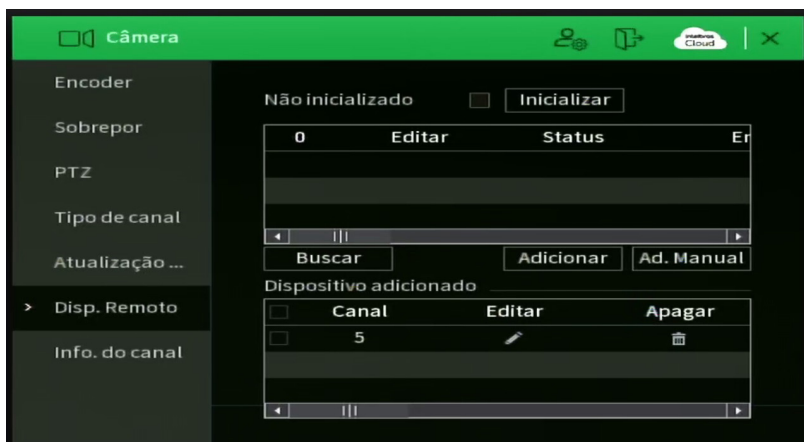 Câmera
intelbras
Cloud
Encoder
Sobrepor
PTZ
Tipo de canal
Atualização ...
Disp. Remoto
Info. do canal
Não inicializado Inicializar
0 Editar Status Er
Buscar Adicionar Ad. Manual
Dispositivo adicionado
Canal Editar Apagar
5